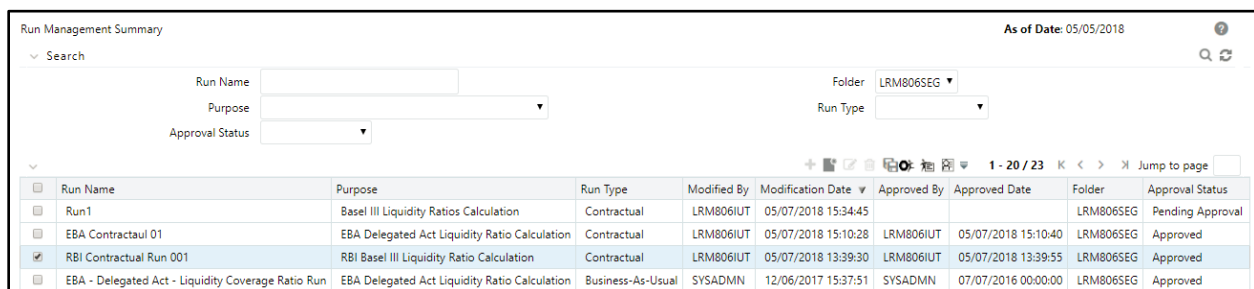 Run Management Summary As of Date: 05/05/2018
Search
Run Name Folder LRM806SEG
Purpose Run Type
Approval Status
1 - 20 / 23 Jump to page
Run Name Purpose Run Type Modified By Modification Date Approved By Approved Date Folder Approval Status
Run1 Basel III Liquidity Ratios Calculation Contractual LRM806IUT 05/07/2018 15:34:45 LRM806SEG Pending Approval
EBA Contractaul 01 EBA Delegated Act Liquidity Ratio Calculation Contractual LRM806IUT 05/07/2018 15:10:28 LRM806IUT 05/07/2018 15:10:40 LRM806SEG Approved
RBI Contractual Run 001 RBI Basel III Liquidity Ratio Calculation Contractual LRM806IUT 05/07/2018 13:39:30 LRM806IUT 05/07/2018 13:39:55 LRM806SEG Approved
EBA - Delegated Act - Liquidity Coverage Ratio Run EBA Delegated Act Liquidity Ratio Calculation Business-As-Usual SYSADMN 12/06/2017 15:37:51 SYSADMN 07/07/2016 00:00:00 LRM806SEG Approved